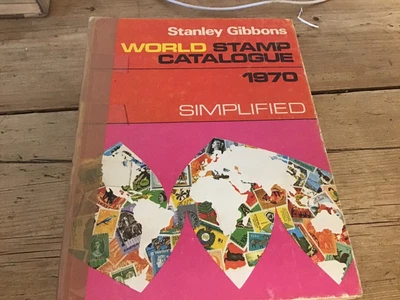 Stanley Gibbons
WORLD STAMP
CATALOGUE
1970
SIMPLIFIED